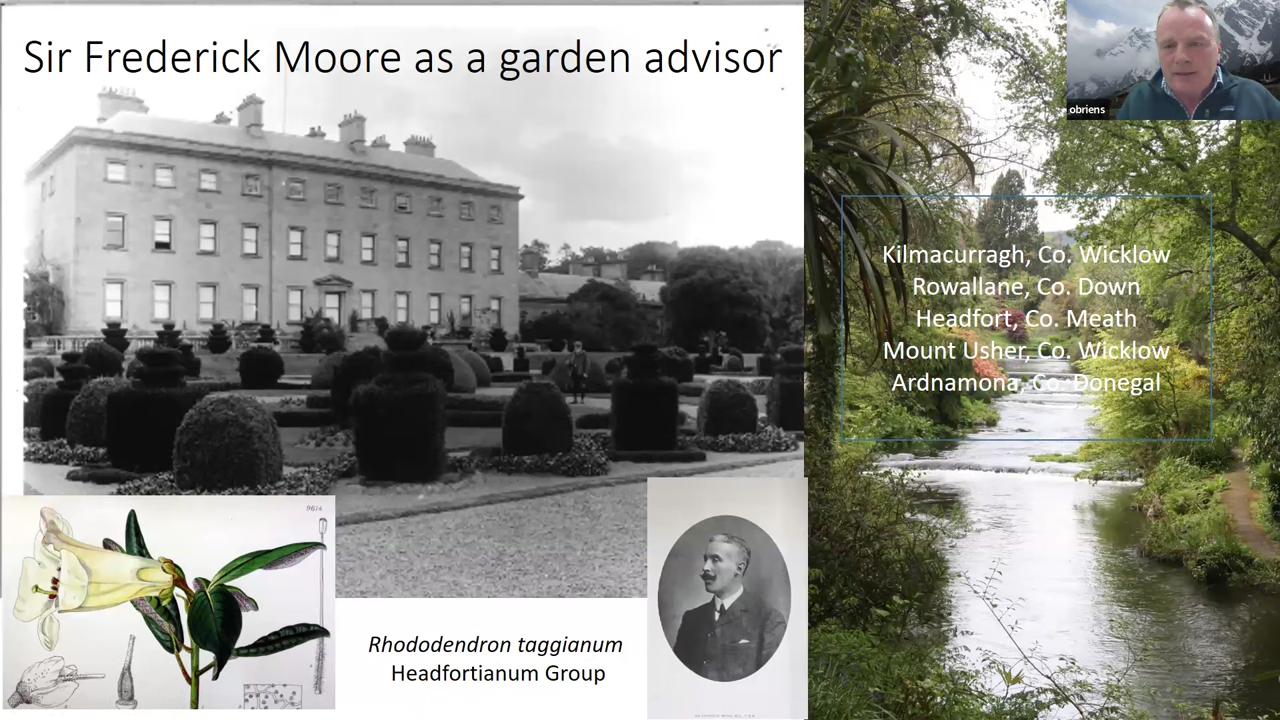 Sir Frederick Moore as a garden advisor
obriens
Kilmacurragh, Co. Wicklow
Rowallane, Co. Down
Headfort, Co. Meath
Mount Usher, Co. Wicklow
Ardnamona, Co. Donegal
9614
Rhododendron taggianum
Headfortianum Group